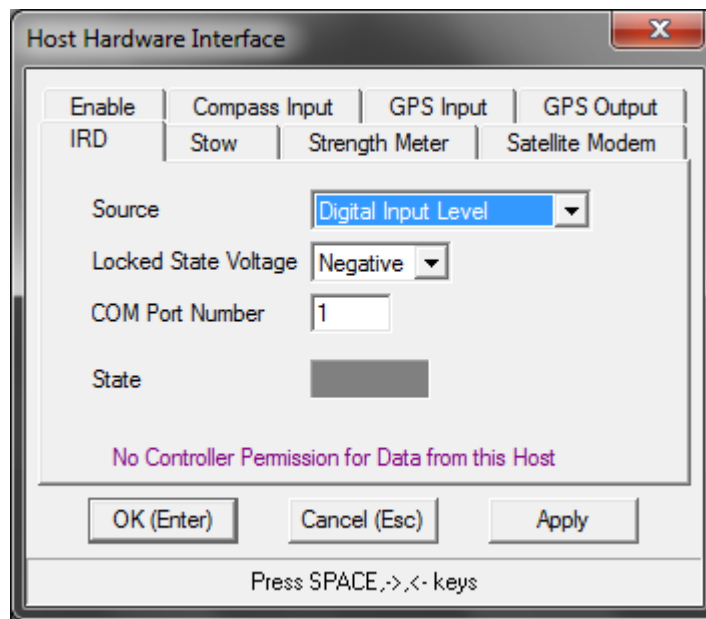 Host Hardware Interface
Enable Compass Input GPS Input GPS Output
IRD Stow Strength Meter Satellite Modem
Source Digital Input Level
Locked State Voltage Negative
COM Port Number 1
State
No Controller Permission for Data from this Host
OK (Enter) Cancel (Esc) Apply
Press SPACE,->,<- keys